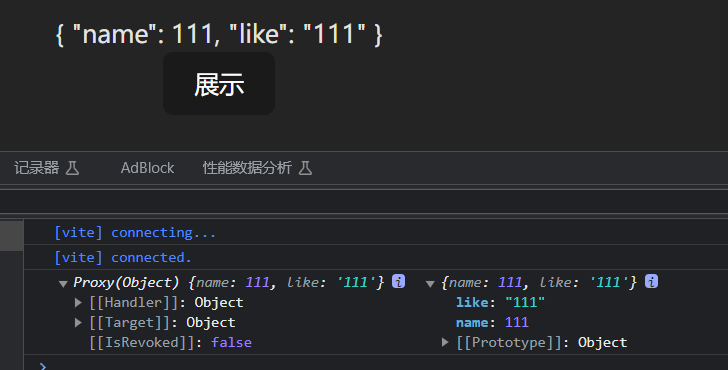 { "name": 111, "like": "111" }
展示
记录器 AdBlock 性能数据分析
[vite] connecting...
[vite] connected.
▼ Proxy(Object) {name: 111, like: '111'} i ▼ {name: 111, like: '111'} i
▶ [[Handler]]: Object like: "111"
▶ [[Target]]: Object name: 111
[[IsRevoked]]: false ▶ [[Prototype]]: Object
>